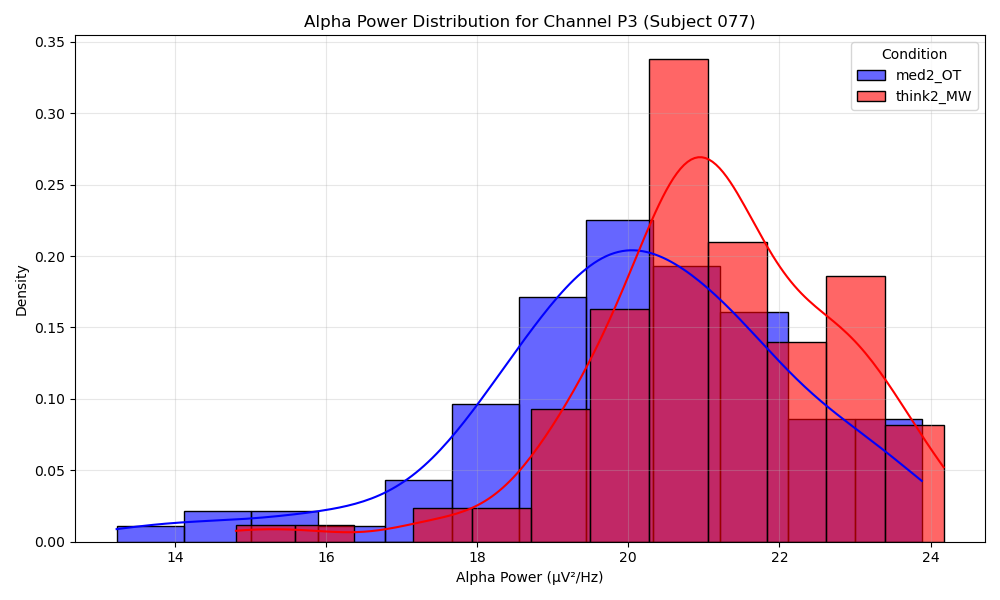 Alpha Power Distribution for Channel P3 (Subject 077)
Condition
med2_OT
think2_MW
0.35
0.30
0.25
0.20
0.15
0.10
0.05
0.00
Density
14 16 18 20 22 24
Alpha Power (µV²/Hz)